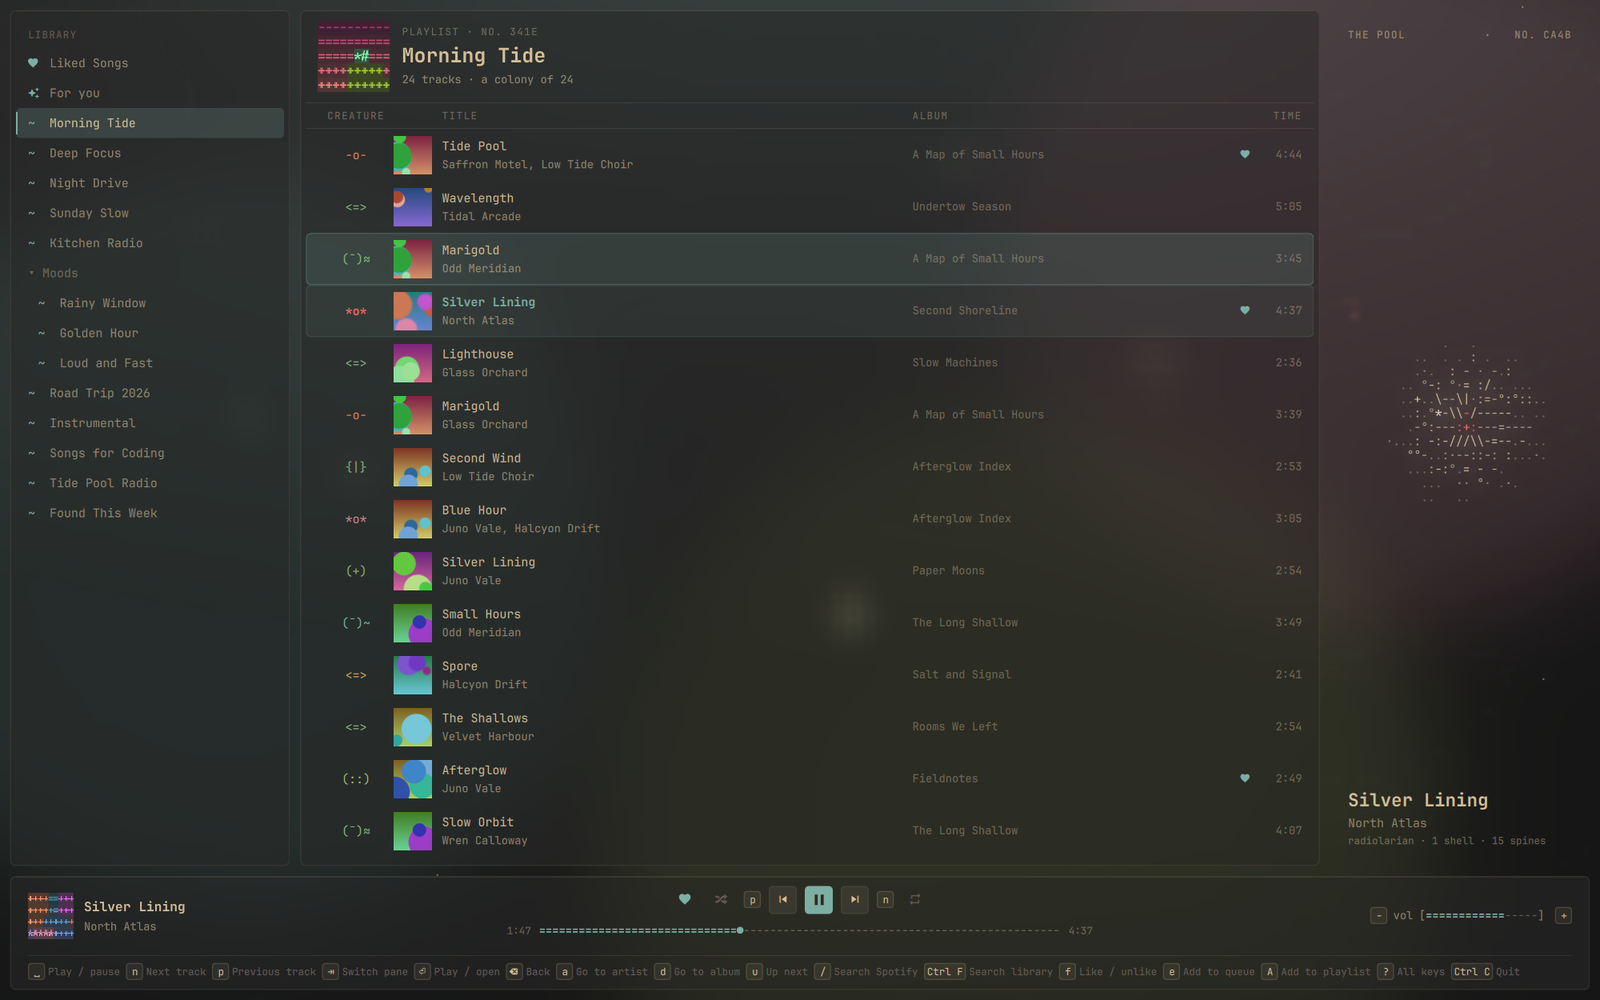 LIBRARY
Liked Songs
For you
~ Morning Tide
~ Deep Focus
~ Night Drive
~ Sunday Slow
~ Kitchen Radio
▾ Moods
~ Rainy Window
~ Golden Hour
~ Loud and Fast
~ Road Trip 2026
~ Instrumental
~ Songs for Coding
~ Tide Pool Radio
~ Found This Week
PLAYLIST · NO. 341E
Morning Tide
24 tracks · a colony of 24
CREATURE TITLE ALBUM TIME
-o- Tide Pool A Map of Small Hours 4:44
Saffron Motel, Low Tide Choir
<=> Wavelength Undertow Season 5:05
Tidal Arcade
(¯)≈ Marigold A Map of Small Hours 3:45
Odd Meridian
*o* Silver Lining Second Shoreline 4:37
North Atlas
<=> Lighthouse Slow Machines 2:36
Glass Orchard
-o- Marigold A Map of Small Hours 3:39
Glass Orchard
{|} Second Wind Afterglow Index 2:53
Low Tide Choir
*o* Blue Hour Afterglow Index 3:05
Juno Vale, Halcyon Drift
(+) Silver Lining Paper Moons 2:54
Juno Vale
(¯)~ Small Hours The Long Shallow 3:49
Odd Meridian
<=> Spore Salt and Signal 2:41
Halcyon Drift
<=> The Shallows Rooms We Left 2:54
Velvet Harbour
(::) Afterglow Fieldnotes 2:49
Juno Vale
(¯)≈ Slow Orbit The Long Shallow 4:07
Wren Calloway
THE POOL · NO. CA4B
Silver Lining
North Atlas
radiolarian · 1 shell · 15 spines
Silver Lining
North Atlas
p n
1:47 4:37
- vol [============-----] +
␣ Play / pause n Next track p Previous track ⇥ Switch pane ⏎ Play / open ⌫ Back a Go to artist d Go to album u Up next / Search Spotify Ctrl F Search library f Like / unlike e Add to queue A Add to playlist ? All keys Ctrl C Quit